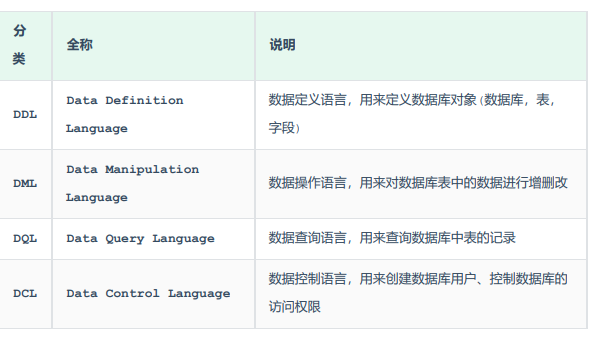 分类 全称 说明
DDL Data Definition Language 数据定义语言，用来定义数据库对象(数据库，表，字段)
DML Data Manipulation Language 数据操作语言，用来对数据库表中的数据进行增删改
DQL Data Query Language 数据查询语言，用来查询数据库中表的记录
DCL Data Control Language 数据控制语言，用来创建数据库用户、控制数据库的访问权限